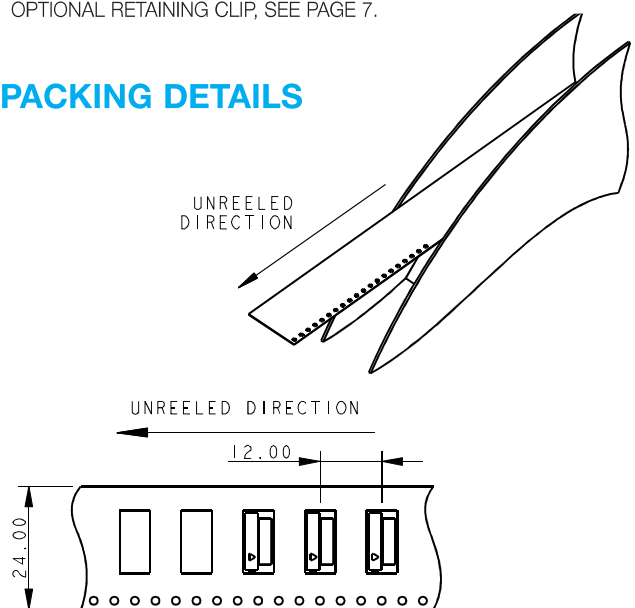 OPTIONAL RETAINING CLIP, SEE PAGE 7.
PACKING DETAILS
UNREELED
DIRECTION
UNREELED DIRECTION
12.00
24.00